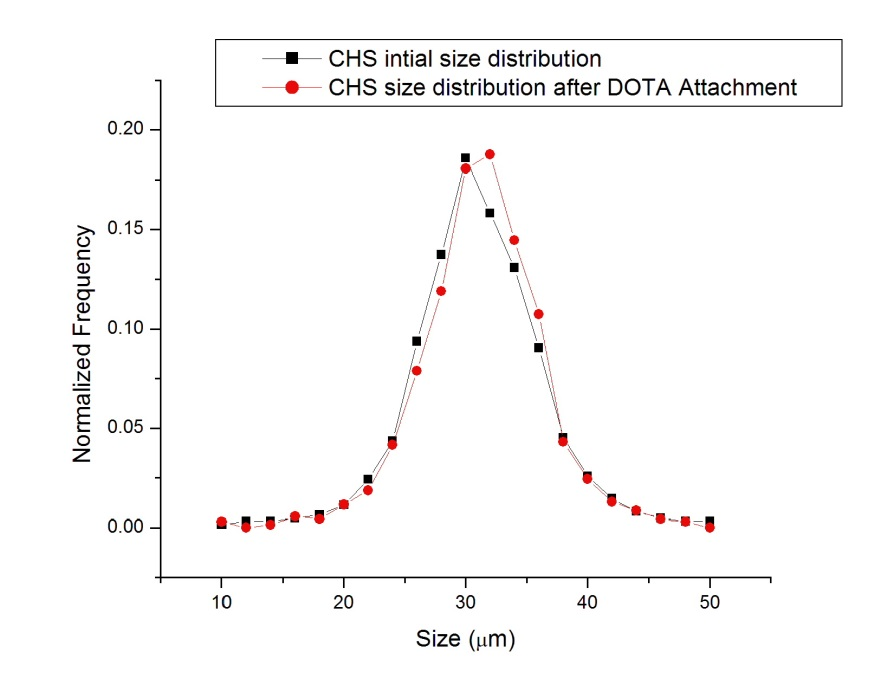 CHS intial size distribution
CHS size distribution after DOTA Attachment
0.20
0.15
0.10
0.05
0.00
Normalized Frequency
10 20 30 40 50
Size (μm)